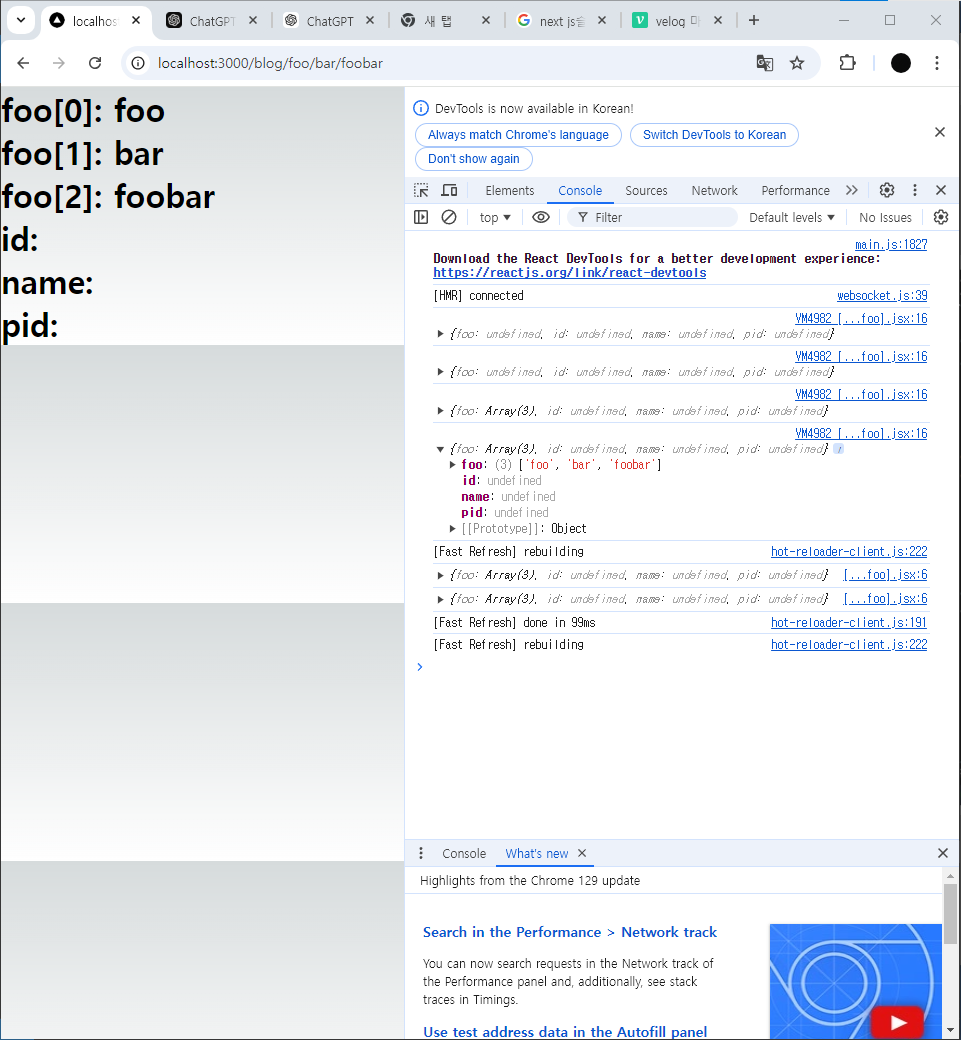 localhos
ChatGPT
ChatGPT
새 탭
next js슬
velog
localhost:3000/blog/foo/bar/foobar
foo[0]: foo
foo[1]: bar
foo[2]: foobar
id:
name:
pid:
DevTools is now available in Korean!
Always match Chrome's language
Switch DevTools to Korean
Don't show again
Elements Console Sources Network Performance
top Filter Default levels No Issues
main.js:1827
Download the React DevTools for a better development experience:
https://reactjs.org/link/react-devtools
[HMR] connected websocket.js:39
VM4982 [...foo].jsx:16
{foo: undefined, id: undefined, name: undefined, pid: undefined}
VM4982 [...foo].jsx:16
{foo: undefined, id: undefined, name: undefined, pid: undefined}
VM4982 [...foo].jsx:16
{foo: Array(3), id: undefined, name: undefined, pid: undefined}
VM4982 [...foo].jsx:16
{foo: Array(3), id: undefined, name: undefined, pid: undefined}
foo: (3) ['foo', 'bar', 'foobar']
id: undefined
name: undefined
pid: undefined
[[Prototype]]: Object
[Fast Refresh] rebuilding hot-reloader-client.js:222
{foo: Array(3), id: undefined, name: undefined, pid: undefined} [...foo].jsx:6
{foo: Array(3), id: undefined, name: undefined, pid: undefined} [...foo].jsx:6
[Fast Refresh] done in 99ms hot-reloader-client.js:191
[Fast Refresh] rebuilding hot-reloader-client.js:222
Console What's new
Highlights from the Chrome 129 update
Search in the Performance > Network track
You can now search requests in the Network track of
the Performance panel and, additionally, see stack
traces in Timings.
Use test address data in the Autofill panel